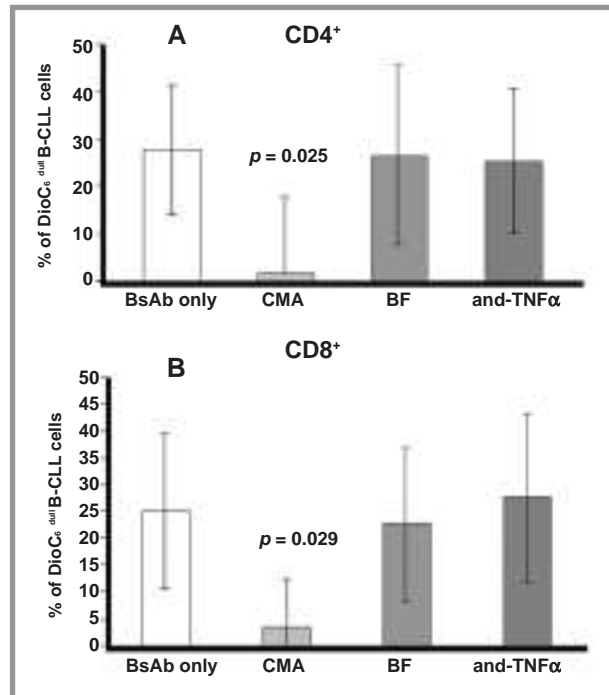 A CD4⁺
% of DioC₆ ᵈᵘˡˡ B-CLL cells
50
40
30
20
10
0
p = 0.025
BsAb only CMA BF and-TNFα
B CD8⁺
% of DioC₆ ᵈᵘˡˡ B-CLL cells
50
45
40
35
30
25
20
15
10
5
0
p = 0.029
BsAb only CMA BF and-TNFα